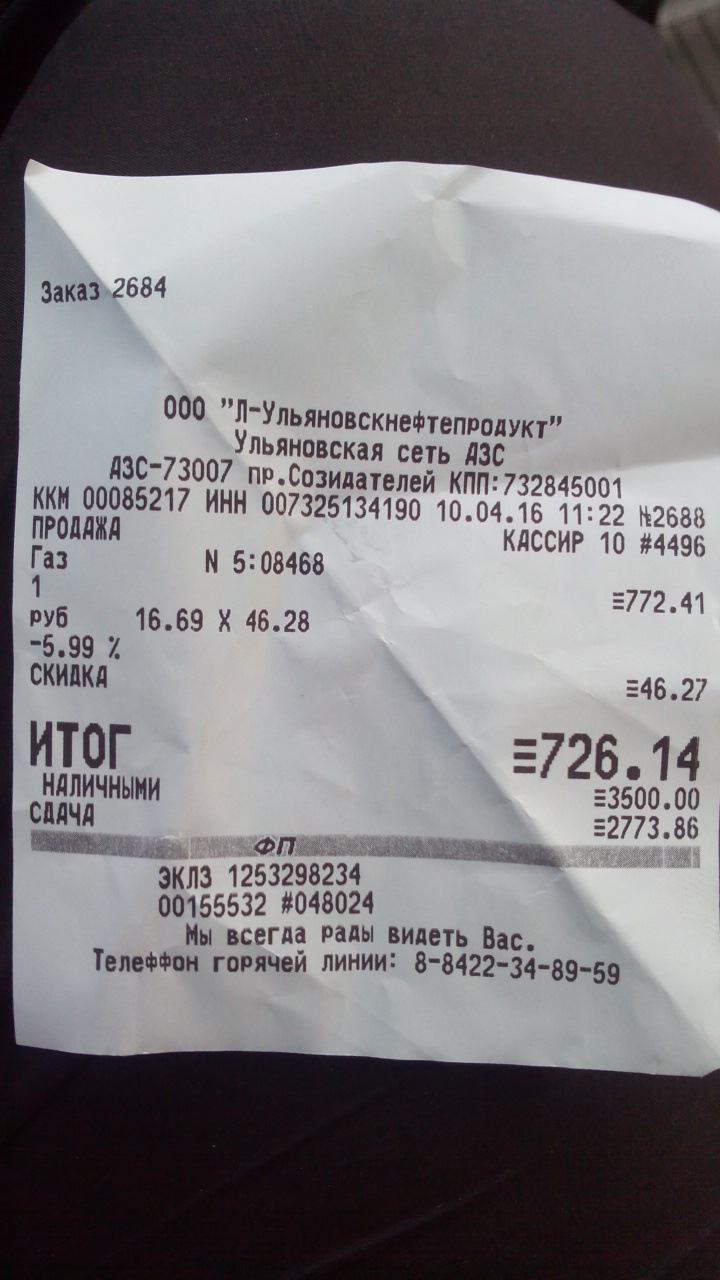 Заказ 2684
ООО "Л-Ульяновскнефтепродукт"
Ульяновская сеть АЗС
АЗС-73007 пр.Созидателей КПП:732845001
ККМ 00085217 ИНН 007325134190 10.04.16 11:22 №2688
ПРОДАЖА КАССИР 10 #4496
Газ N 5:08468
1 ≡772.41
руб 16.69 X 46.28
-5.99 %
СКИДКА ≡46.27
ИТОГ ≡726.14
НАЛИЧНЫМИ ≡3500.00
СДАЧА ≡2773.86
ФП
ЭКЛЗ 1253298234
00155532 #048024
Мы всегда рады видеть Вас.
Телеффон горячей линии: 8-8422-34-89-59